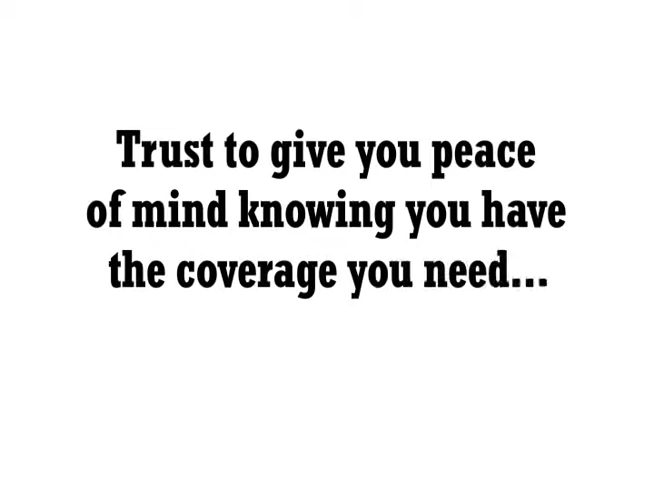 Trust to give you peace
of mind knowing you have
the coverage you need...